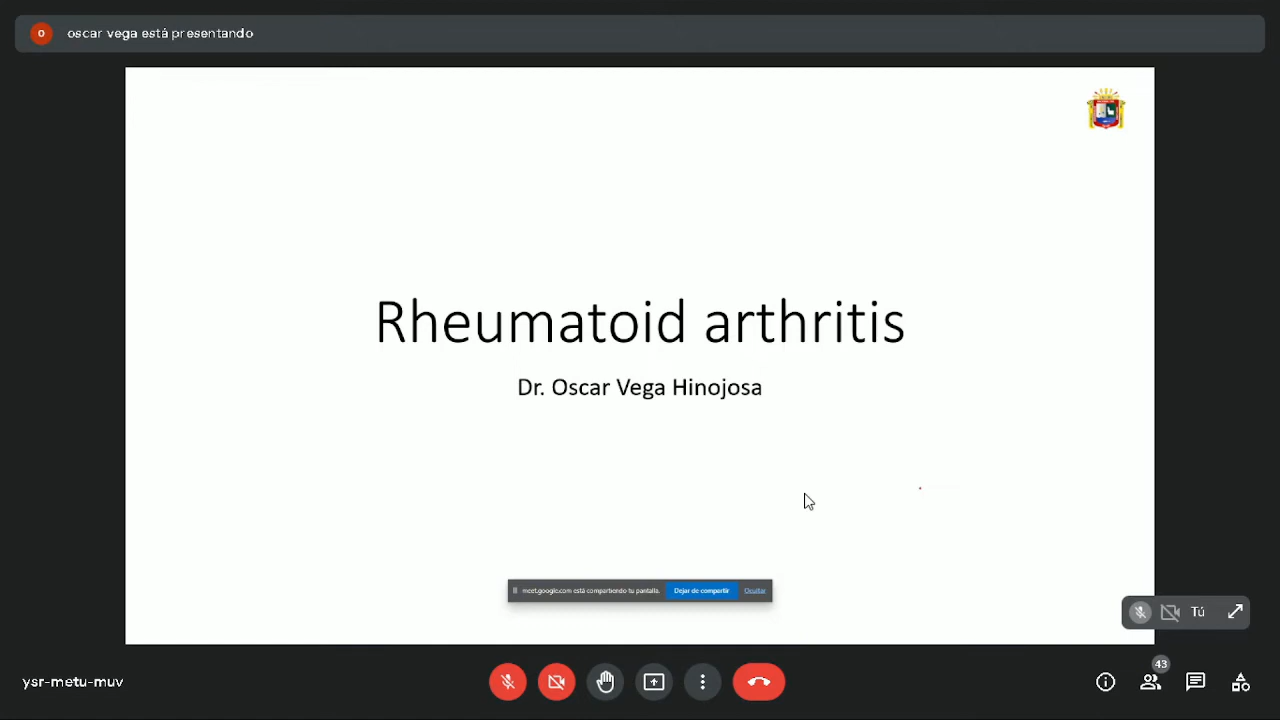 O
oscar vega está presentando
Rheumatoid arthritis
Dr. Oscar Vega Hinojosa
meet.google.com está compartiendo tu pantalla.
Dejar de compartir
Ocultar
Tú
ysr-metu-muv
43